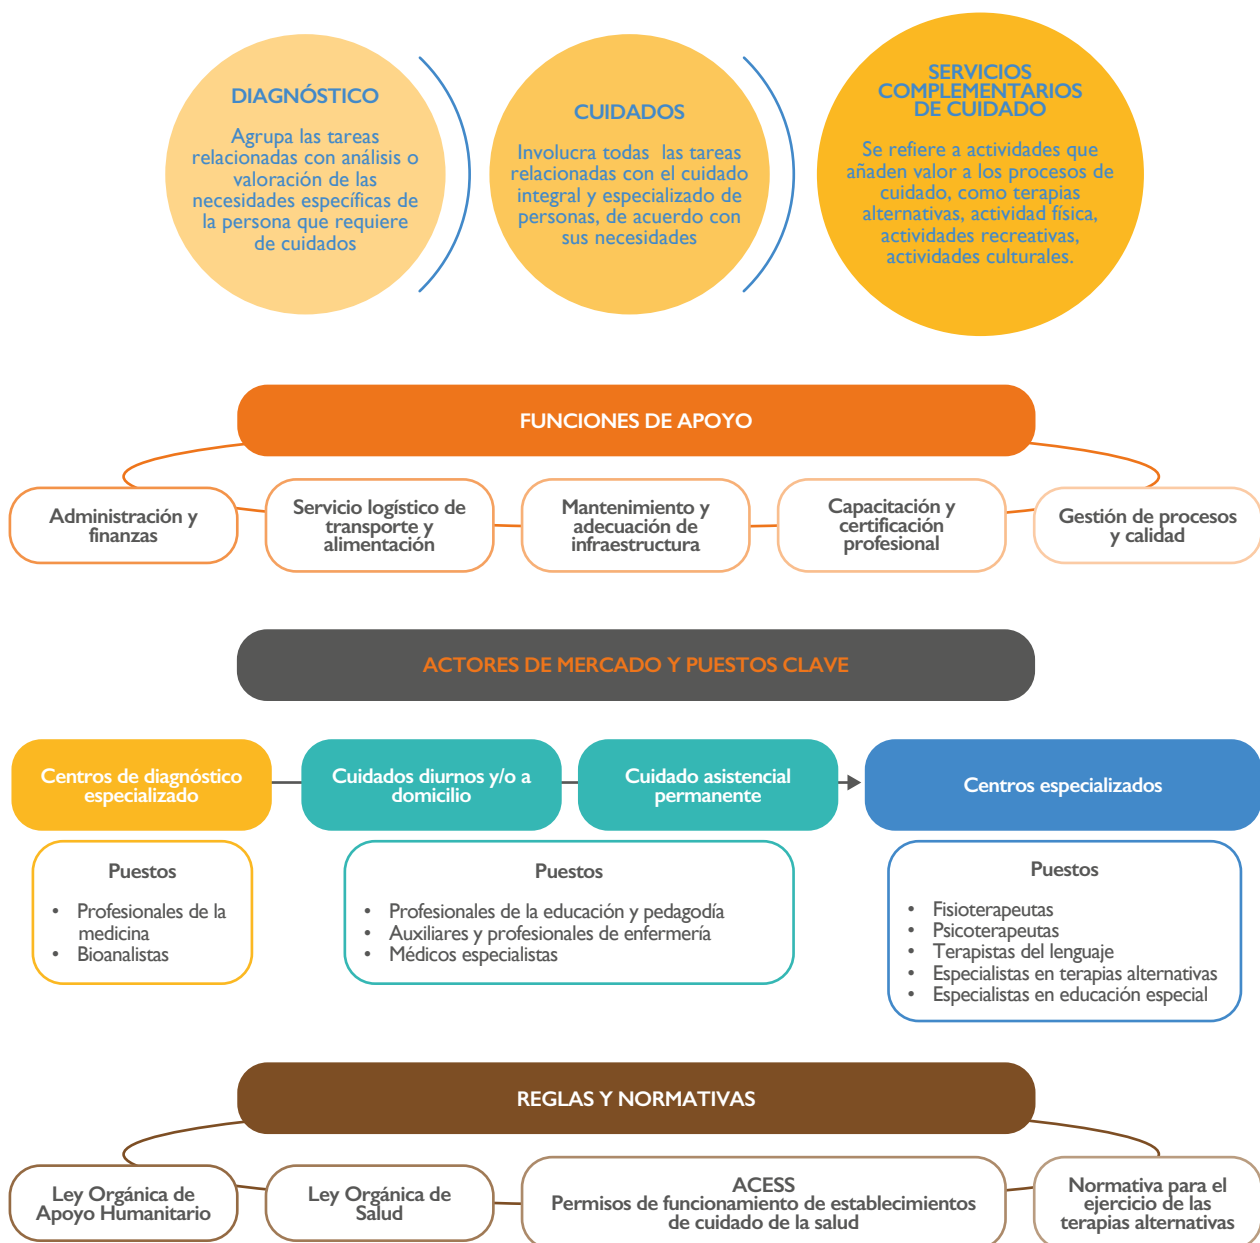 DIAGNÓSTICO
Agrupa las tareas
relacionadas con análisis o
valoración de las
necesidades específicas de
la persona que requiere
de cuidados
CUIDADOS
Involucra todas las tareas
relacionadas con el cuidado
integral y especializado de
personas, de acuerdo con
sus necesidades
SERVICIOS
COMPLEMENTARIOS
DE CUIDADO
Se refiere a actividades que
añaden valor a los procesos de
cuidado, como terapias
alternativas, actividad física,
actividades recreativas,
actividades culturales.
FUNCIONES DE APOYO
Administración y
finanzas
Servicio logístico de
transporte y
alimentación
Mantenimiento y
adecuación de
infraestructura
Capacitación y
certificación
profesional
Gestión de procesos
y calidad
ACTORES DE MERCADO Y PUESTOS CLAVE
Centros de diagnóstico
especializado
Cuidados diurnos y/o a
domicilio
Cuidado asistencial
permanente
Centros especializados
Puestos
• Profesionales de la
medicina
• Bioanalistas
Puestos
• Profesionales de la educación y pedagogía
• Auxiliares y profesionales de enfermería
• Médicos especialistas
Puestos
• Fisioterapeutas
• Psicoterapeutas
• Terapistas del lenguaje
• Especialistas en terapias alternativas
• Especialistas en educación especial
REGLAS Y NORMATIVAS
Ley Orgánica de
Apoyo Humanitario
Ley Orgánica de
Salud
ACESS
Permisos de funcionamiento de establecimientos
de cuidado de la salud
Normativa para el
ejercicio de las
terapias alternativas